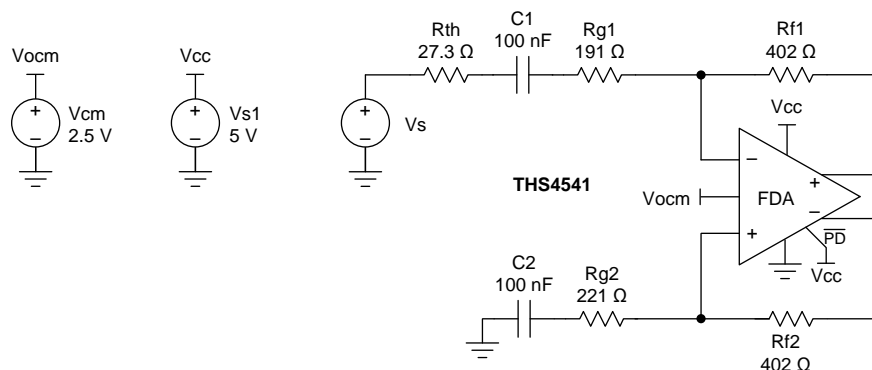 Vocm
Vcm
2.5 V
Vcc
Vs1
5 V
Vs
Rth
27.3 Ω
C1
100 nF
Rg1
191 Ω
Rf1
402 Ω
Vcc
THS4541
Vocm
FDA
PD
Vcc
C2
100 nF
Rg2
221 Ω
Rf2
402 Ω